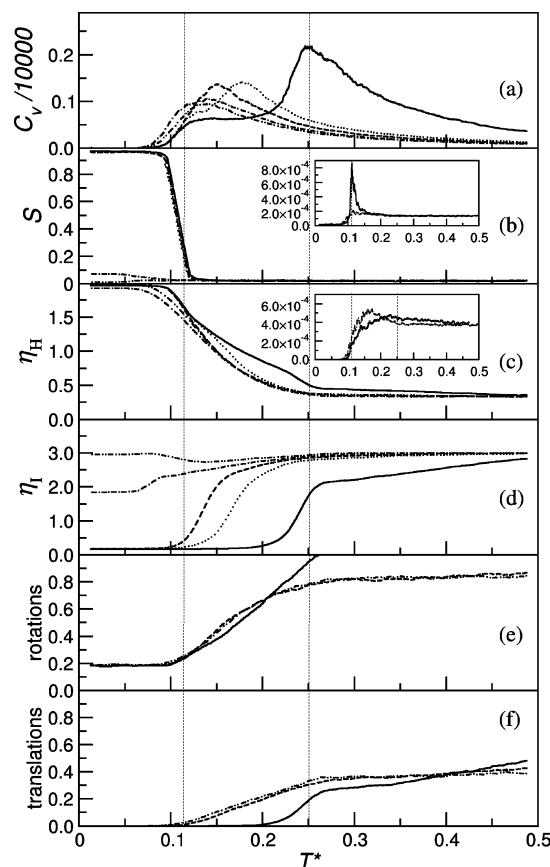 C_v /10000
0.2
0.1
(a)
0.0
S
0.8
0.6
0.4
0.2
8.0×10⁻⁴
6.0×10⁻⁴
4.0×10⁻⁴
2.0×10⁻⁴
0.0
0 0.1 0.2 0.3 0.4 0.5
(b)
0.0
η_H
1.5
1.0
0.5
6.0×10⁻⁴
4.0×10⁻⁴
2.0×10⁻⁴
0.0
0 0.1 0.2 0.3 0.4 0.5
(c)
0.0
η_I
3.0
2.0
1.0
(d)
0.0
rotations
0.8
0.6
0.4
0.2
(e)
0.0
translations
0.8
0.6
0.4
0.2
(f)
0.0
0 0.1 0.2 0.3 0.4 0.5
T*